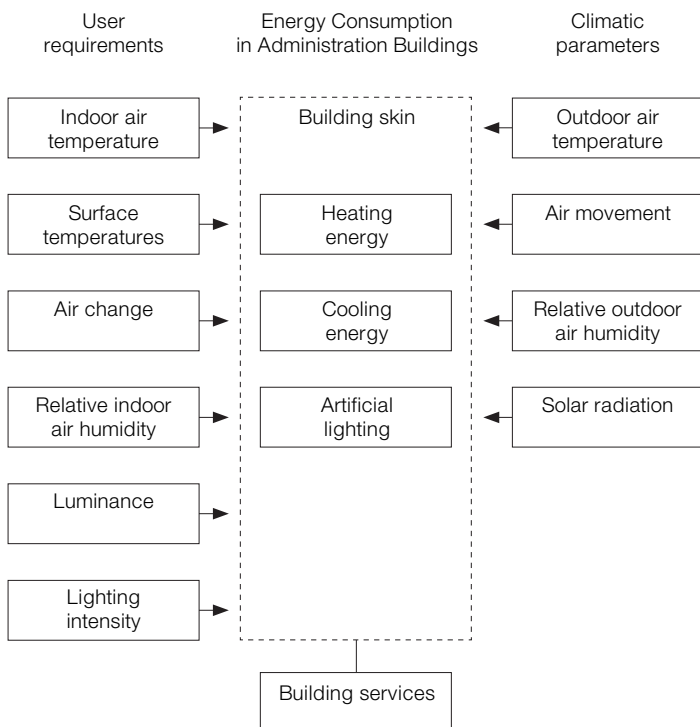 User
requirements
Energy Consumption
in Administration Buildings
Climatic
parameters
Indoor air
temperature
Building skin
Outdoor air
temperature
Surface
temperatures
Heating
energy
Air movement
Air change
Cooling
energy
Relative outdoor
air humidity
Relative indoor
air humidity
Artificial
lighting
Solar radiation
Luminance
Lighting
intensity
Building services